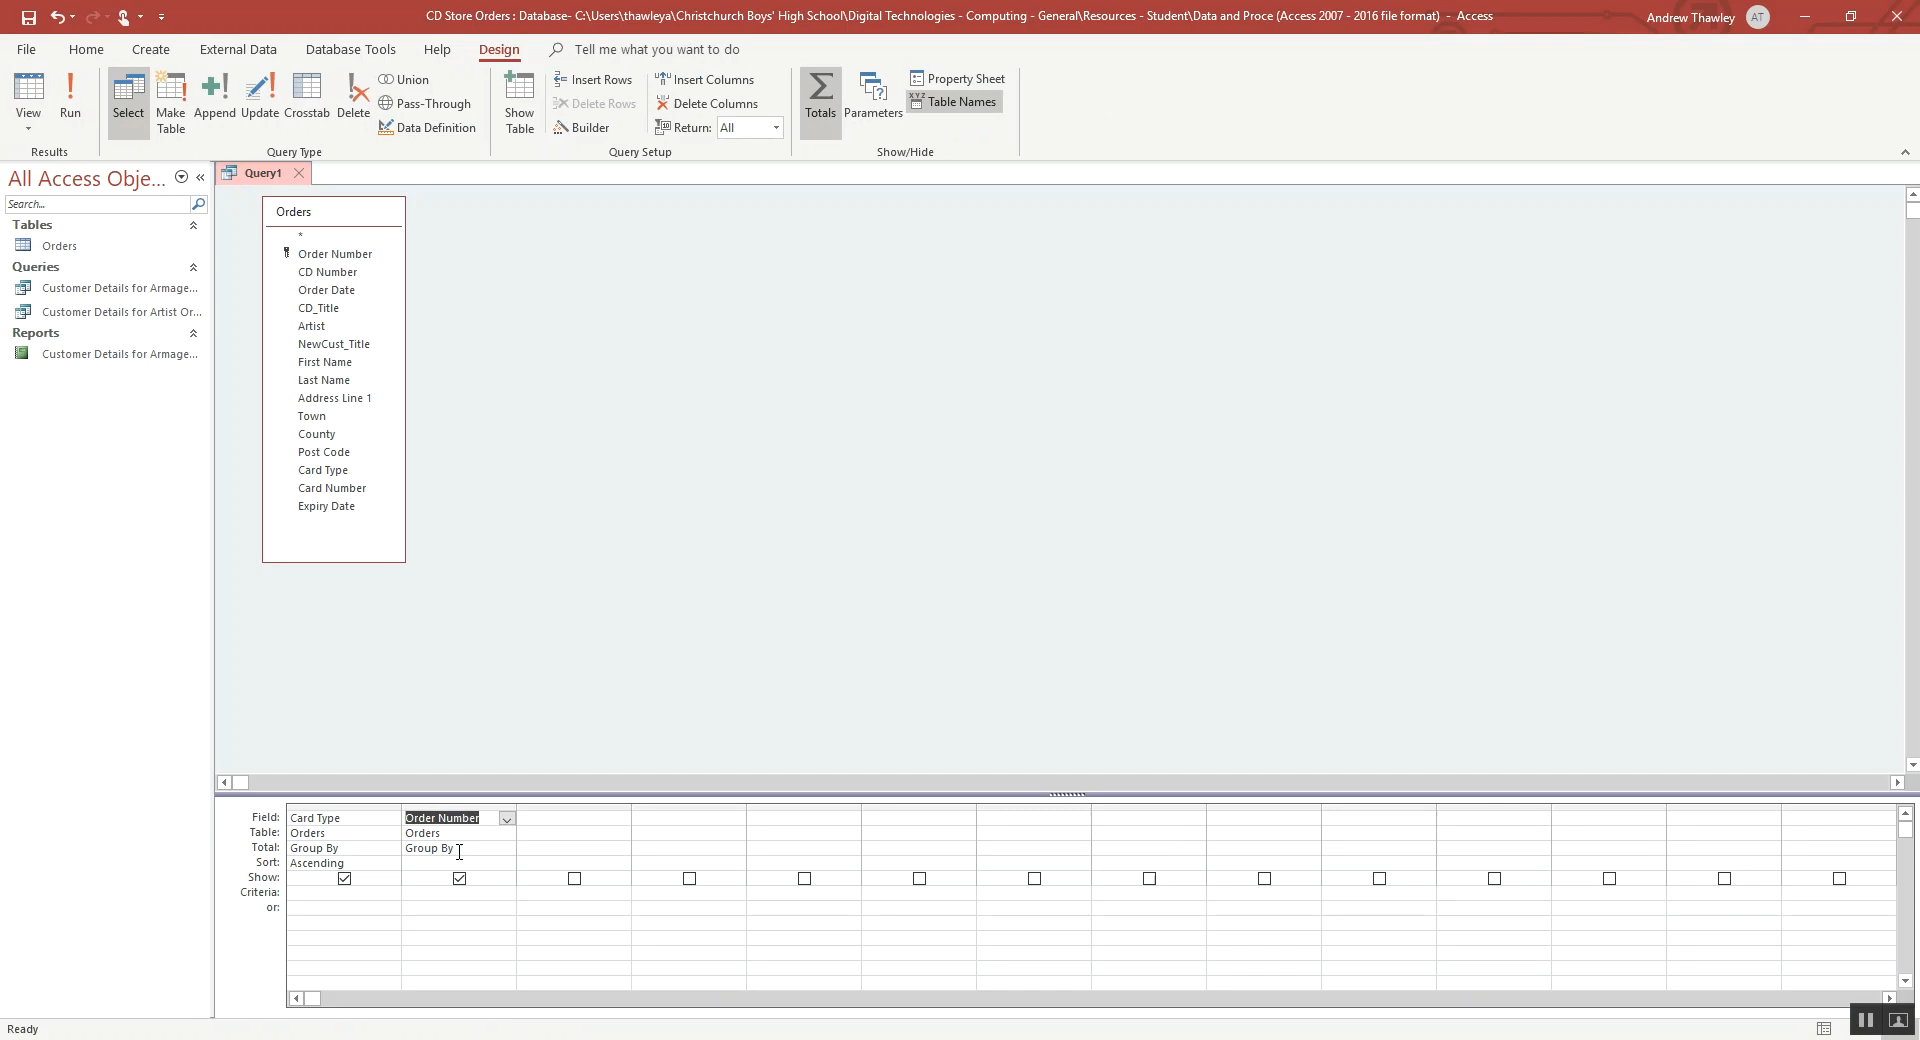 CD Store Orders : Database- C:\Users\thawleya\Christchurch Boys' High School\Digital Technologies - Computing - General\Resources - Student\Data and Proce (Access 2007 - 2016 file format)  -  Access
Andrew Thawley AT
File Home Create External Data Database Tools Help Design Tell me what you want to do
View
Run
Results
Select
Make Table
Append
Update
Crosstab
Delete
Union
Pass-Through
Data Definition
Query Type
Show Table
Insert Rows
Delete Rows
Builder
Insert Columns
Delete Columns
Return: All
Query Setup
Totals
Parameters
Property Sheet
XYZ
Table Names
Show/Hide
All Access Obje...
Search...
Tables
Orders
Queries
Customer Details for Armage...
Customer Details for Artist Or...
Reports
Customer Details for Armage...
Query1
Orders
*
Order Number
CD Number
Order Date
CD_Title
Artist
NewCust_Title
First Name
Last Name
Address Line 1
Town
County
Post Code
Card Type
Card Number
Expiry Date
Field: Card Type Order Number
Table: Orders Orders
Total: Group By Group By
Sort: Ascending
Show:
Criteria:
or:
Ready